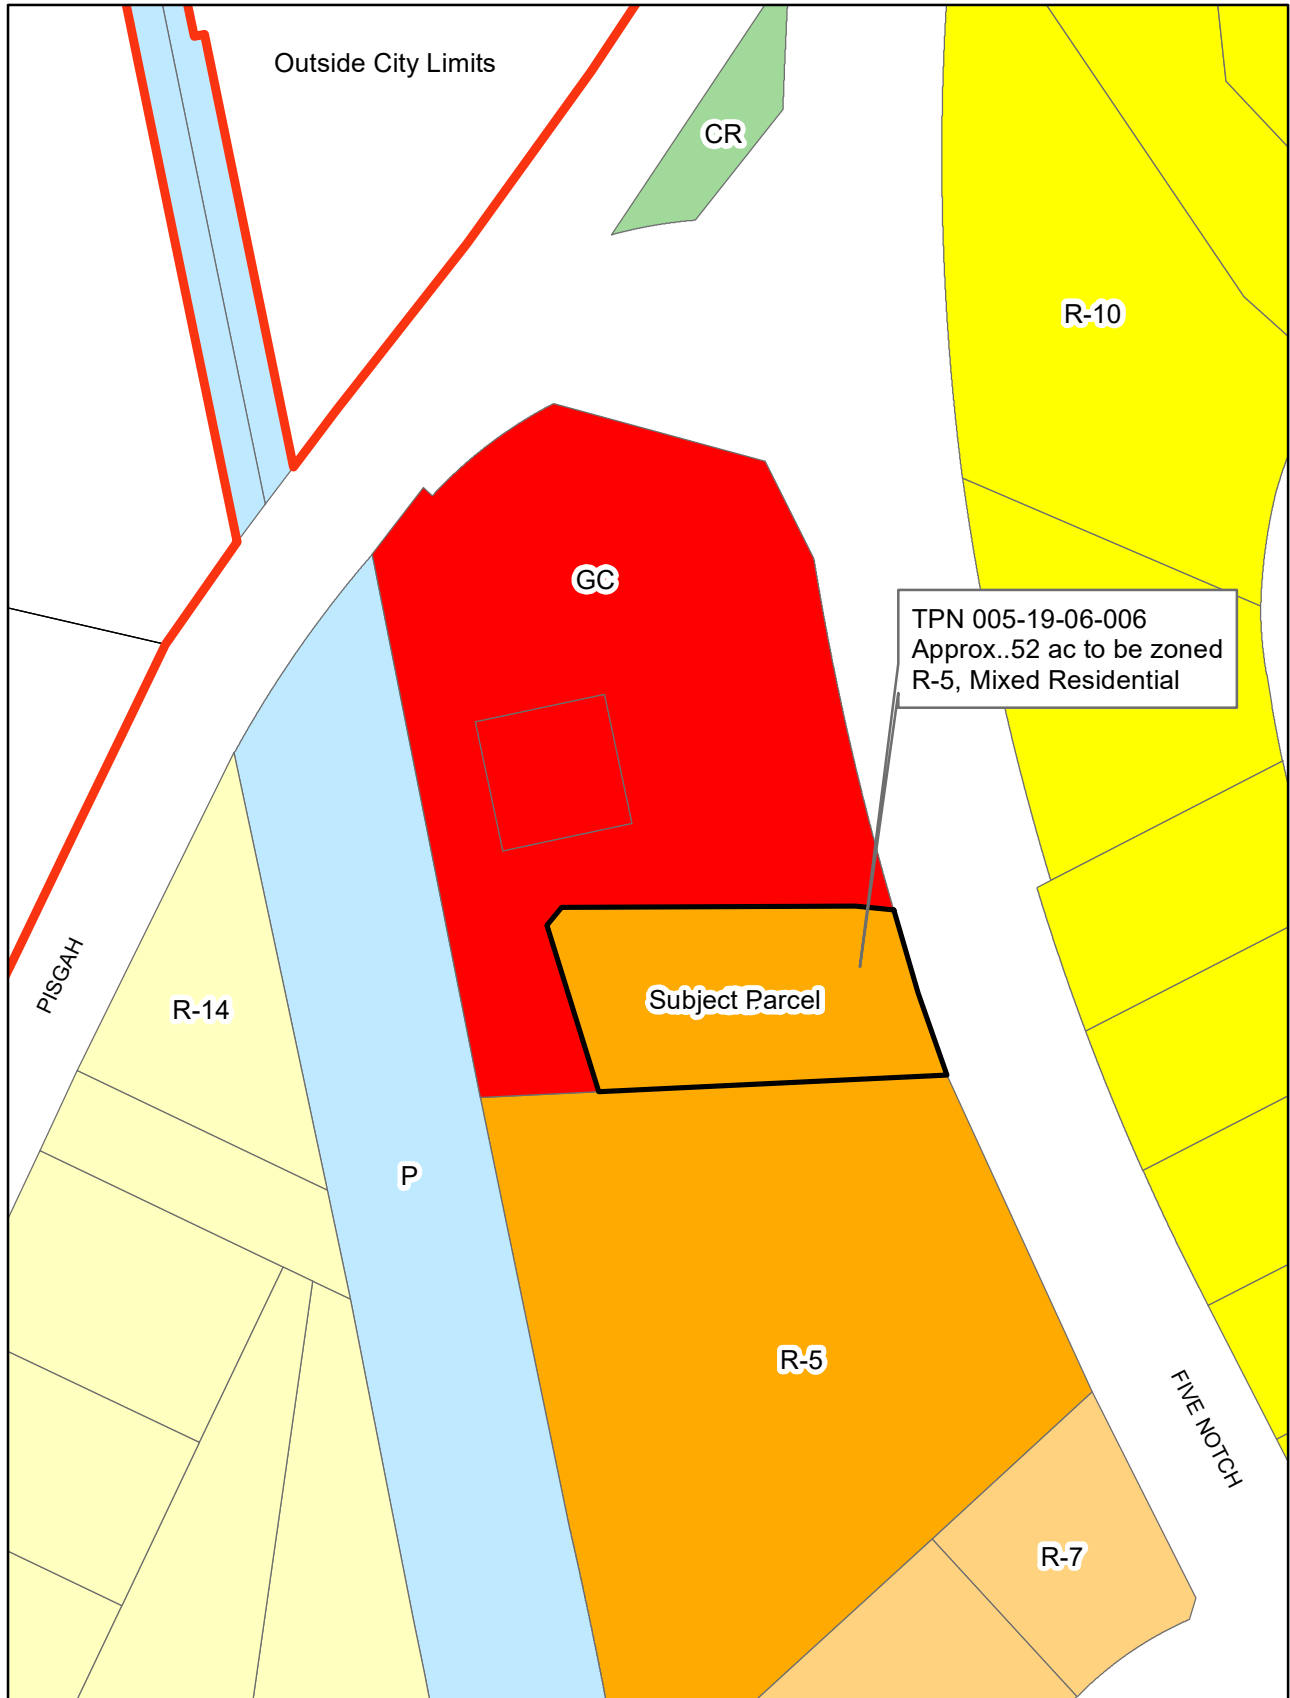 Outside City Limits
CR
R-10
GC
TPN 005-19-06-006
Approx..52 ac to be zoned
R-5, Mixed Residential
PISGAH
R-14
Subject Parcel
P
R-5
FIVE NOTCH
R-7